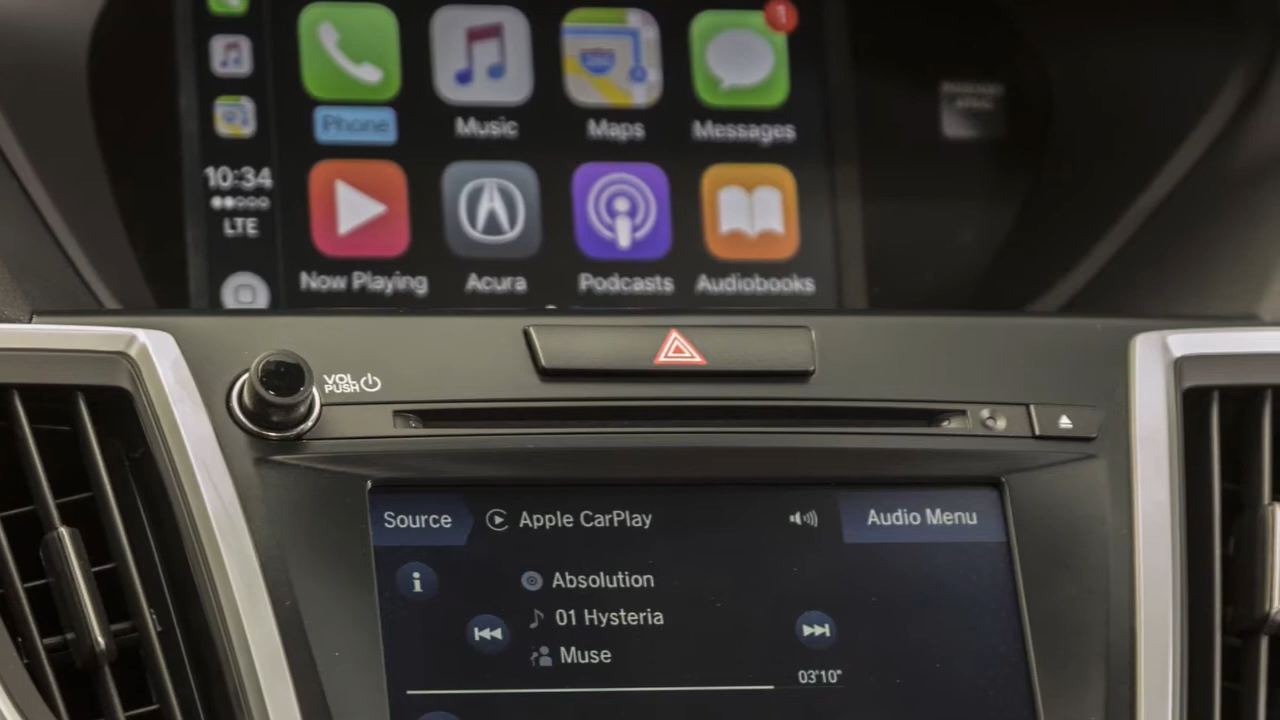 1
Phone Music Maps Messages
10:34
LTE
Now Playing Acura Podcasts Audiobooks
VOL
PUSH
Source Apple CarPlay Audio Menu
i
Absolution
01 Hysteria
Muse
03'10"